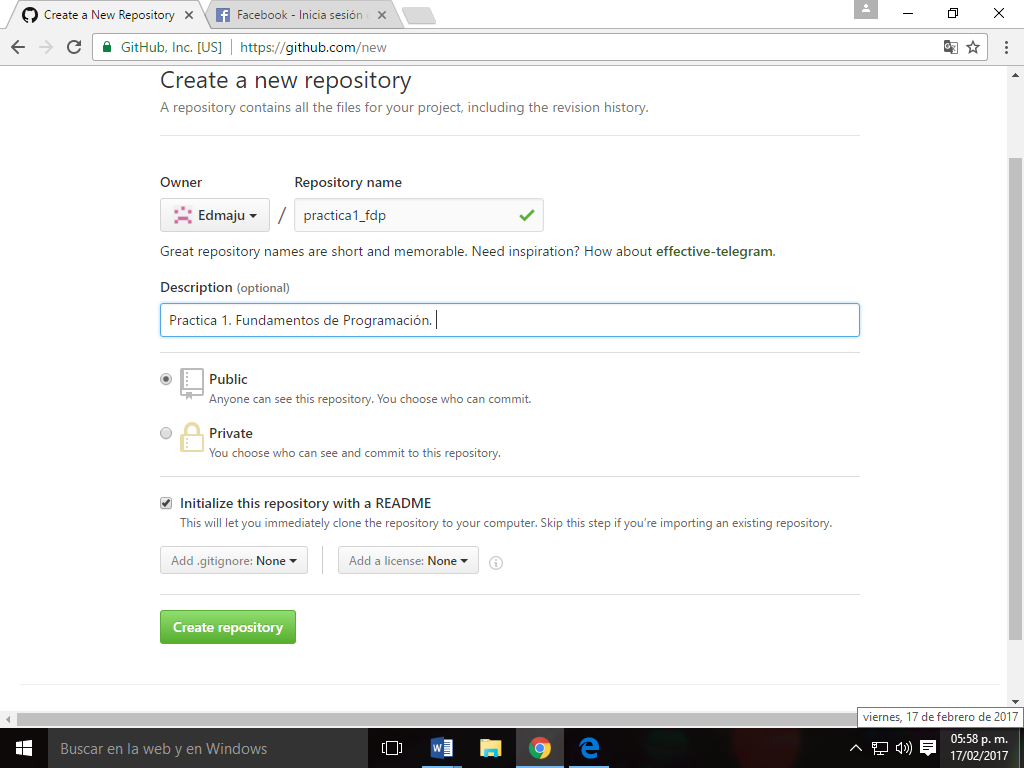 Create a New Repository
Facebook - Inicia sesión
GitHub, Inc. [US]
https://github.com/new
Create a new repository
A repository contains all the files for your project, including the revision history.
Owner
Repository name
Edmaju
/
practica1_fdp
Great repository names are short and memorable. Need inspiration? How about effective-telegram.
Description (optional)
Practica 1. Fundamentos de Programación.
Public
Anyone can see this repository. You choose who can commit.
Private
You choose who can see and commit to this repository.
Initialize this repository with a README
This will let you immediately clone the repository to your computer. Skip this step if you’re importing an existing repository.
Add .gitignore: None
Add a license: None
Create repository
viernes, 17 de febrero de 2017
Buscar en la web y en Windows
05:58 p. m.
17/02/2017